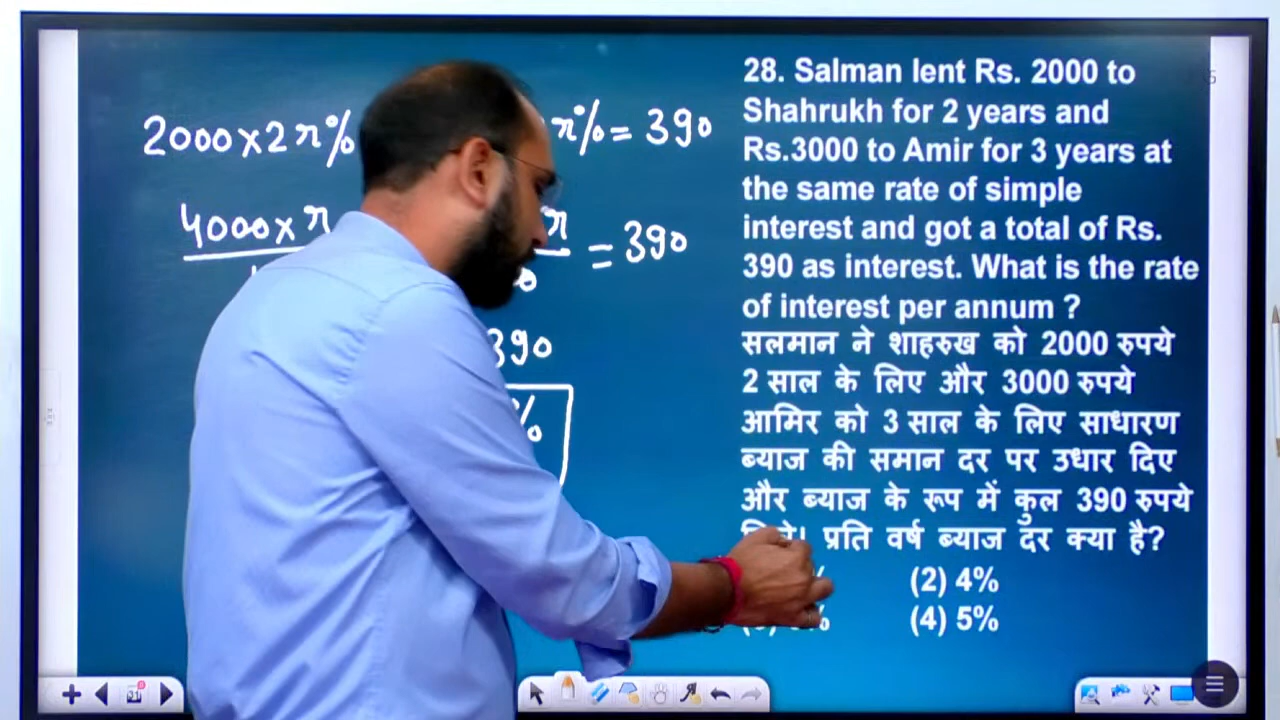 2000×2r% r%= 390
4000×r r = 390
390
%
28. Salman lent Rs. 2000 to
Shahrukh for 2 years and
Rs.3000 to Amir for 3 years at
the same rate of simple
interest and got a total of Rs.
390 as interest. What is the rate
of interest per annum ?
सलमान ने शाहरुख को 2000 रुपये
2 साल के लिए और 3000 रुपये
आमिर को 3 साल के लिए साधारण
ब्याज की समान दर पर उधार दिए
और ब्याज के रूप में कुल 390 रुपये
प्रति वर्ष ब्याज दर क्या है?
(2) 4%
(4) 5%